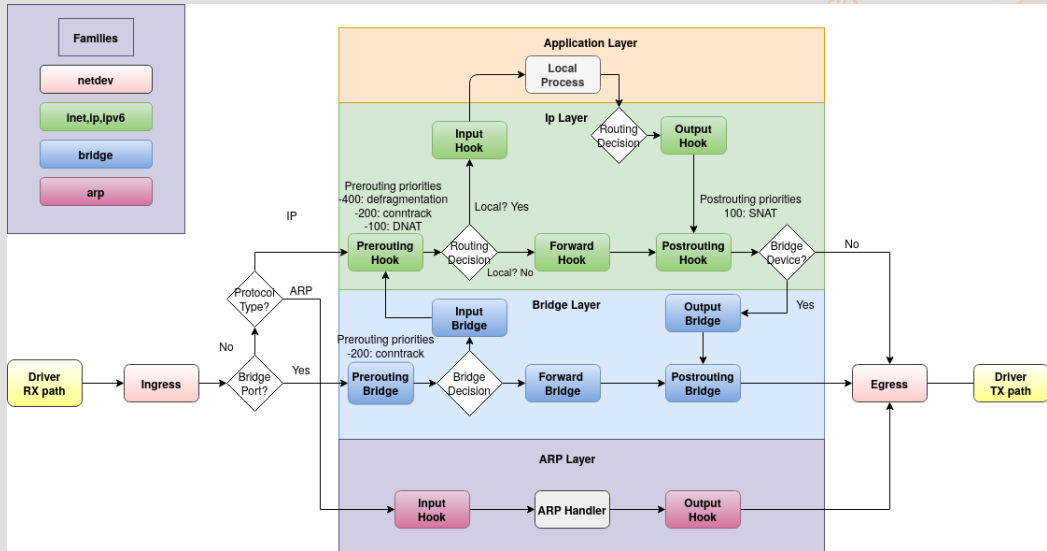 Families
netdev
inet,ip,ipv6
bridge
arp
Application Layer
Local
Process
Ip Layer
Routing
Decision
Output
Hook
Input
Hook
Prerouting priorities
-400: defragmentation
-200: conntrack
-100: DNAT
Local? Yes
Postrouting priorities
100: SNAT
IP
Prerouting
Hook
Routing
Decision
Local? No
Forward
Hook
Postrouting
Hook
Bridge
Device?
No
Yes
Protocol
Type?
ARP
Bridge Layer
Input
Bridge
Output
Bridge
Prerouting priorities
-200: conntrack
No
Driver
RX path
Ingress
Bridge
Port?
Yes
Prerouting
Bridge
Bridge
Decision
Forward
Bridge
Postrouting
Bridge
Egress
Driver
TX path
ARP Layer
Input
Hook
ARP Handler
Output
Hook